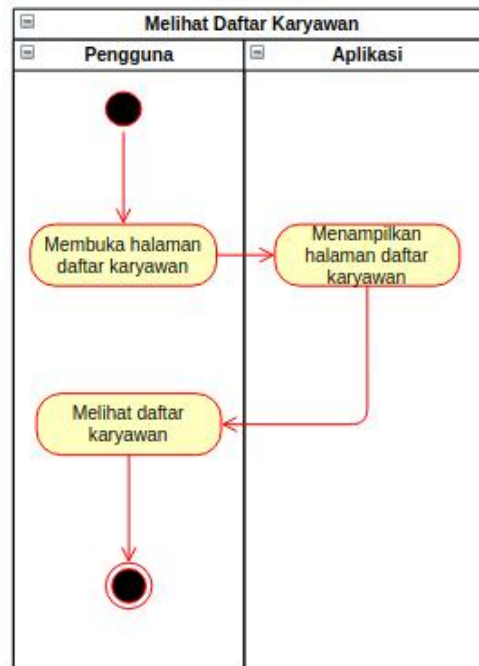 Melihat Daftar Karyawan
Pengguna
Aplikasi
Membuka halaman
daftar karyawan
Menampilkan
halaman daftar
karyawan
Melihat daftar
karyawan